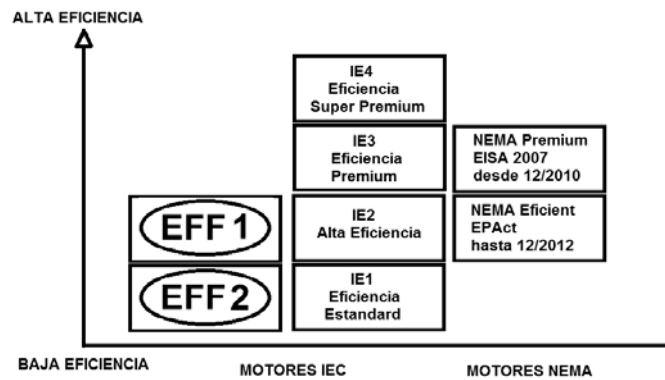 ALTA EFICIENCIA
IE4
Eficiencia
Super Premium
IE3
Eficiencia
Premium
NEMA Premium
EISA 2007
desde 12/2010
EFF 1
IE2
Alta Eficiencia
NEMA Eficient
EPAct
hasta 12/2012
EFF 2
IE1
Eficiencia
Estandard
BAJA EFICIENCIA
MOTORES IEC
MOTORES NEMA